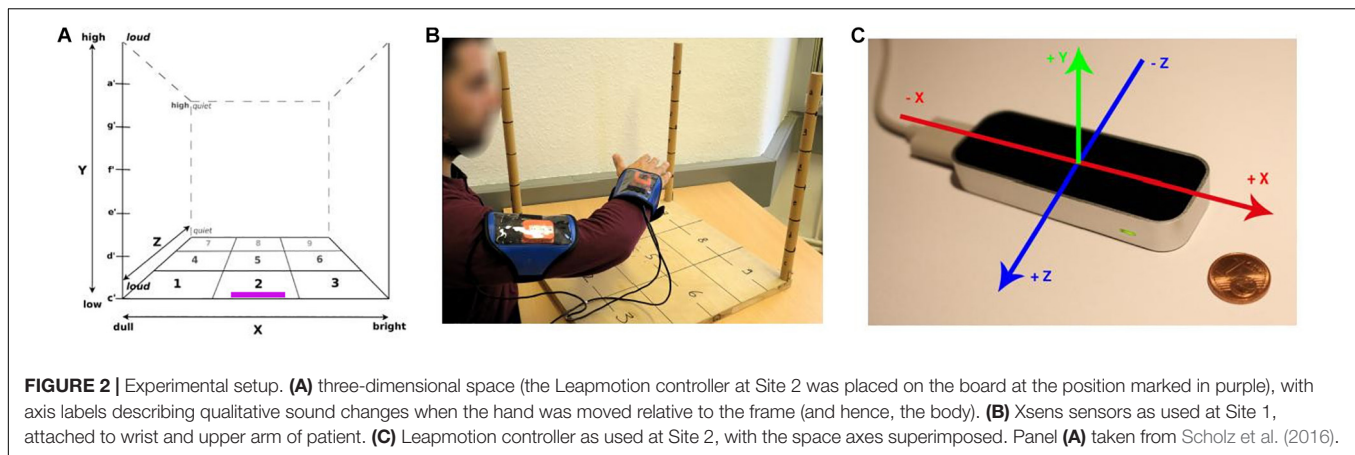 A
high
loud
a'
high quiet
g'
Y
f'
e'
quiet
Z
7 8 9
d'
4 5 6
loud
1 2 3
c'
low
dull
X
bright
B
8
5
9
6
3
C
+ Y
- Z
- X
+ X
+ Z
FIGURE 2 | Experimental setup. (A) three-dimensional space (the Leapmotion controller at Site 2 was placed on the board at the position marked in purple), with
axis labels describing qualitative sound changes when the hand was moved relative to the frame (and hence, the body). (B) Xsens sensors as used at Site 1,
attached to wrist and upper arm of patient. (C) Leapmotion controller as used at Site 2, with the space axes superimposed. Panel (A) taken from Scholz et al. (2016).